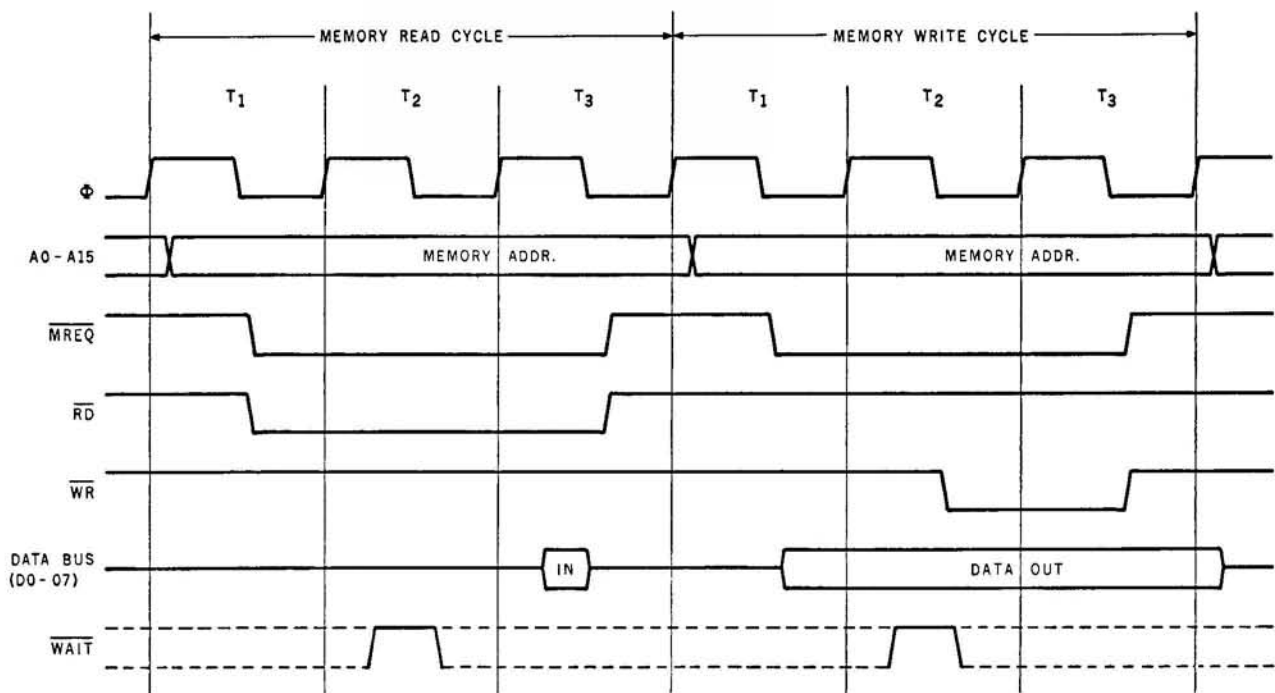 MEMORY READ CYCLE
MEMORY WRITE CYCLE
T1 T2 T3 T1 T2 T3
Φ
A0-A15 MEMORY ADDR. MEMORY ADDR.
MREQ
RD
WR
DATA BUS
(D0-07) IN DATA OUT
WAIT